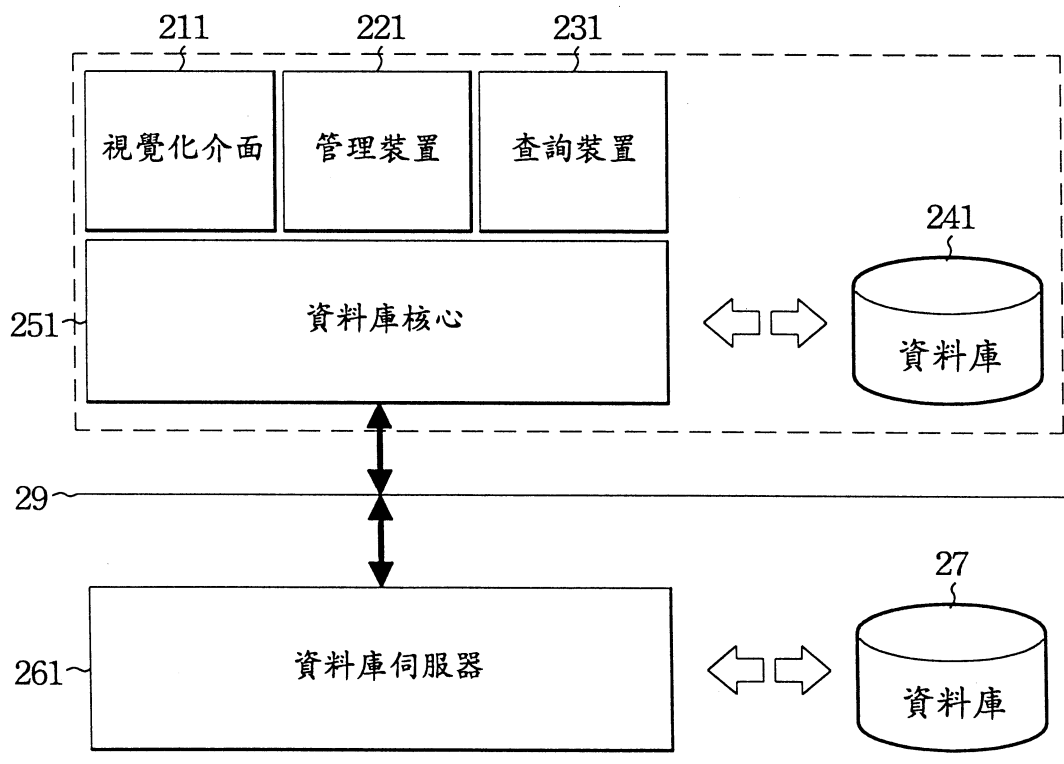 211
221
231
視覺化介面
管理裝置
查詢裝置
241
251
資料庫核心
資料庫
29
27
261
資料庫伺服器
資料庫